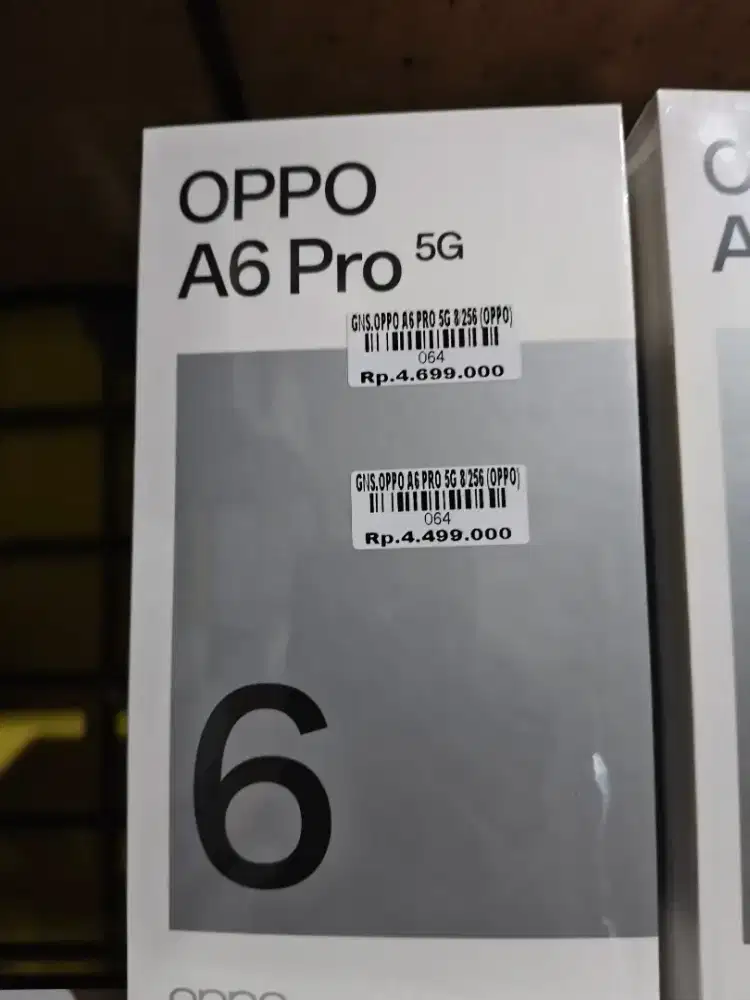 OPPO
A6 Pro 5G
GNS.OPPO A6 PRO 5G 8 256 (OPPO)
064
Rp.4.699.000
GNS.OPPO A6 PRO 5G 8 256 (OPPO)
064
Rp.4.499.000
6
oppo
A